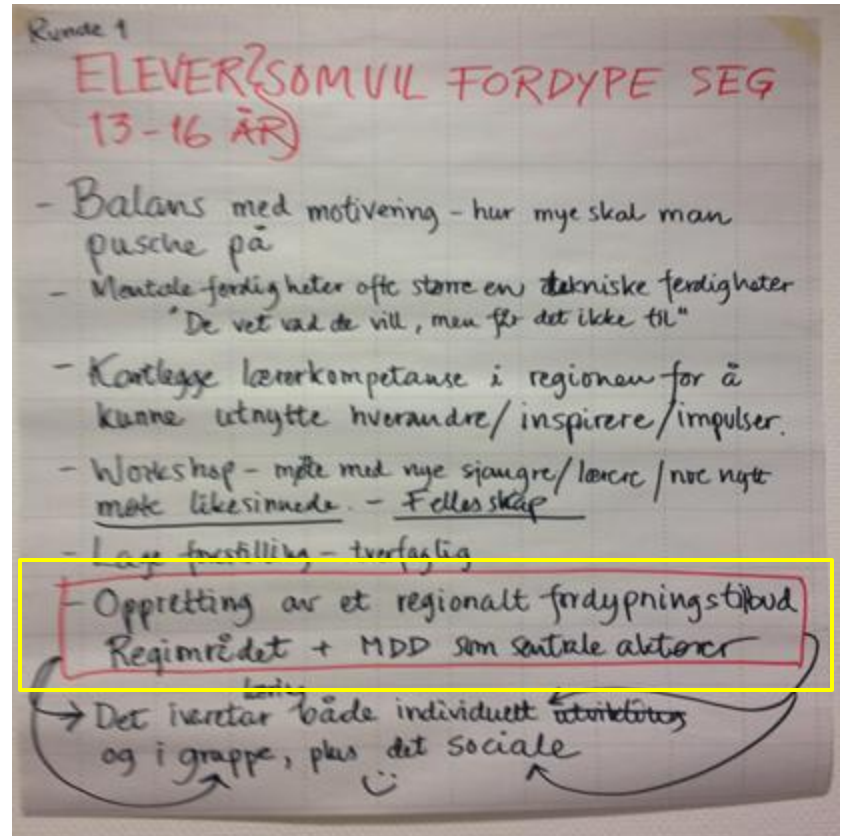 Runde 1
ELEVER? SOM VIL FORDYPE SEG
13-16 ÅR)
- Balans med motivering - hur mye skal man
pusche på
- Mentale ferdigheter ofte større en tekniske ferdigheter
"De vet vad de vill, men får det ikke til"
- Kartlegge lærerkompetanse i regionen for å
kunne utnytte hverandre/inspirere/impulser.
- Workshop - møte med nye sjangre/lærere/noe nytt
møte likesinnede. - Fellesskap
- Lage forestilling - tverfaglig
- Oppretting av et regionalt fordypningstilbud
Regimrådet + MDD som sentrale aktører
→ Det ivaretar både individuelt utvikling
og i gruppe, plus det sociale